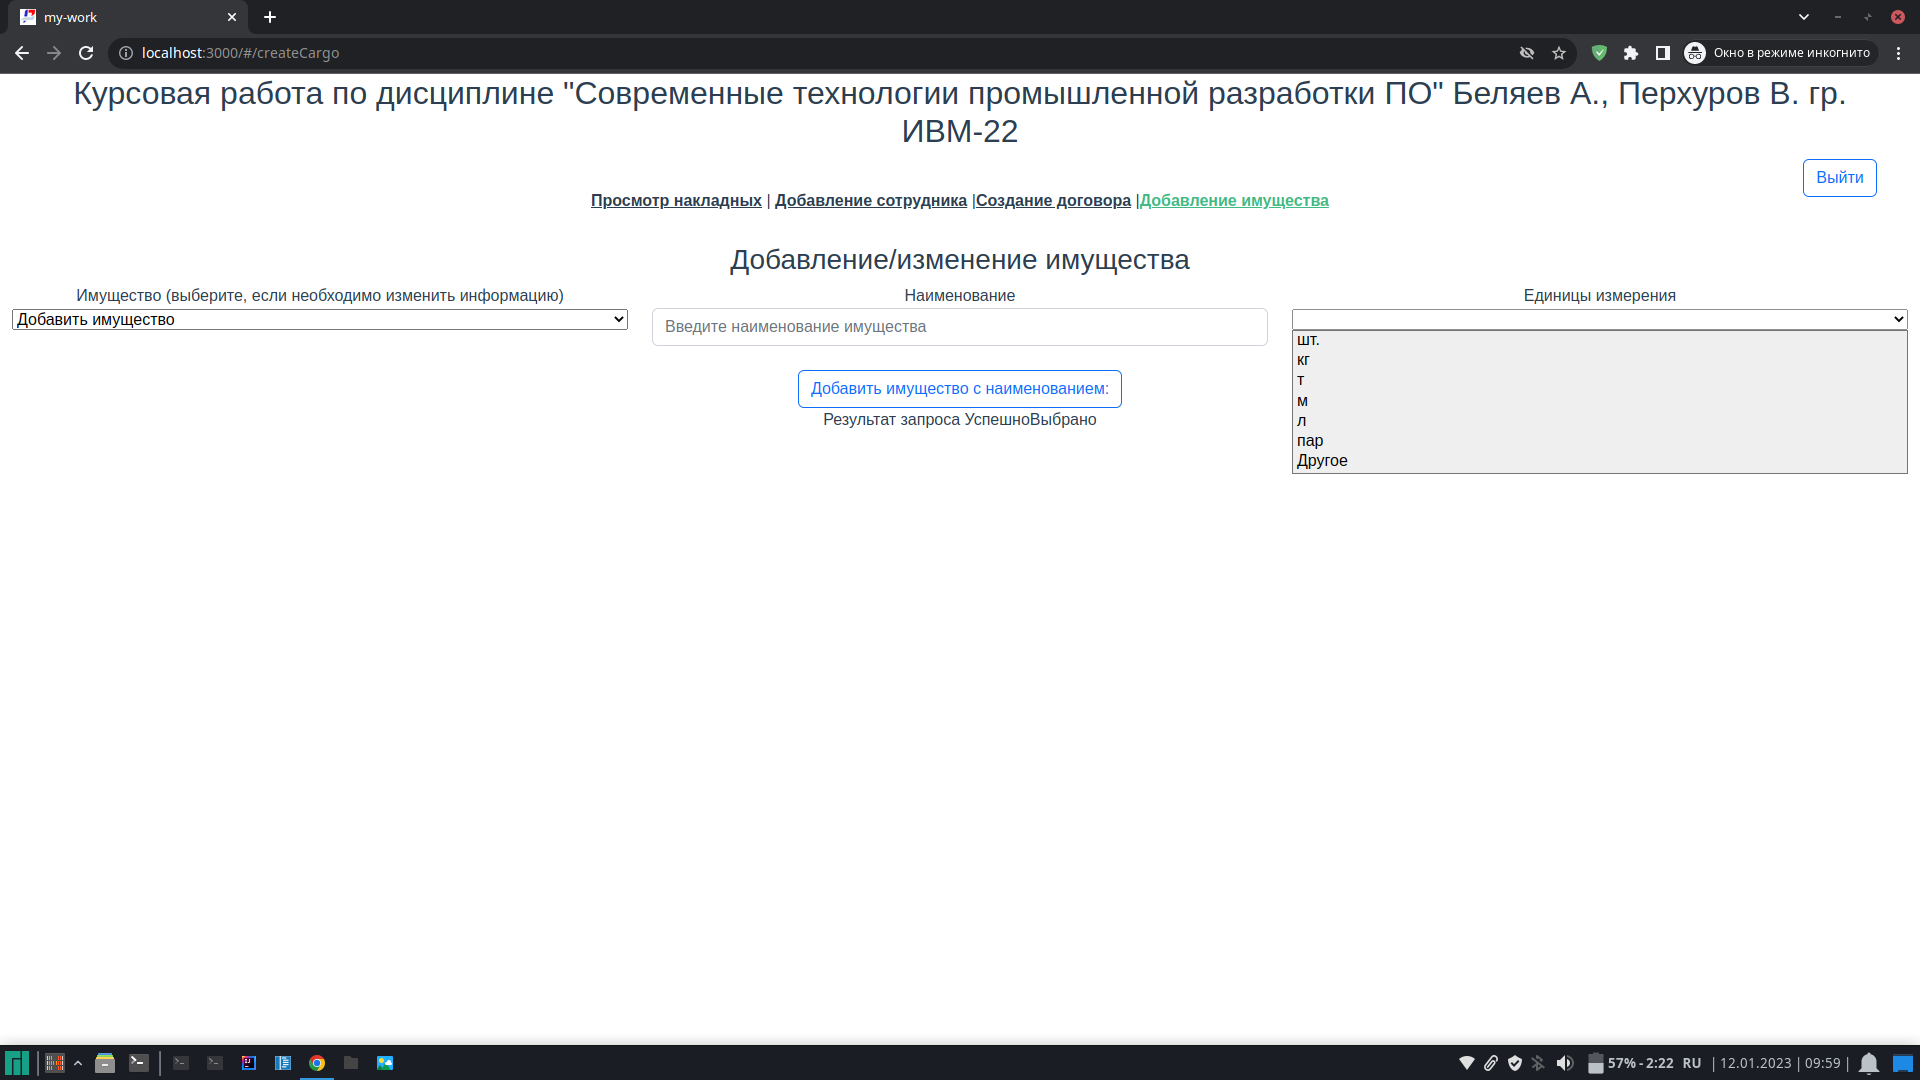 my-work
localhost:3000/#/createCargo
Окно в режиме инкогнито
Курсовая работа по дисциплине "Современные технологии промышленной разработки ПО" Беляев А., Перхуров В. гр.
ИВМ-22
Выйти
Просмотр накладных | Добавление сотрудника |Создание договора |Добавление имущества
Добавление/изменение имущества
Имущество (выберите, если необходимо изменить информацию)
Добавить имущество
Наименование
Введите наименование имущества
Единицы измерения
шт.
кг
т
м
л
пар
Другое
Добавить имущество с наименованием:
Результат запроса УспешноВыбрано
57% - 2:22 RU | 12.01.2023 | 09:59 |